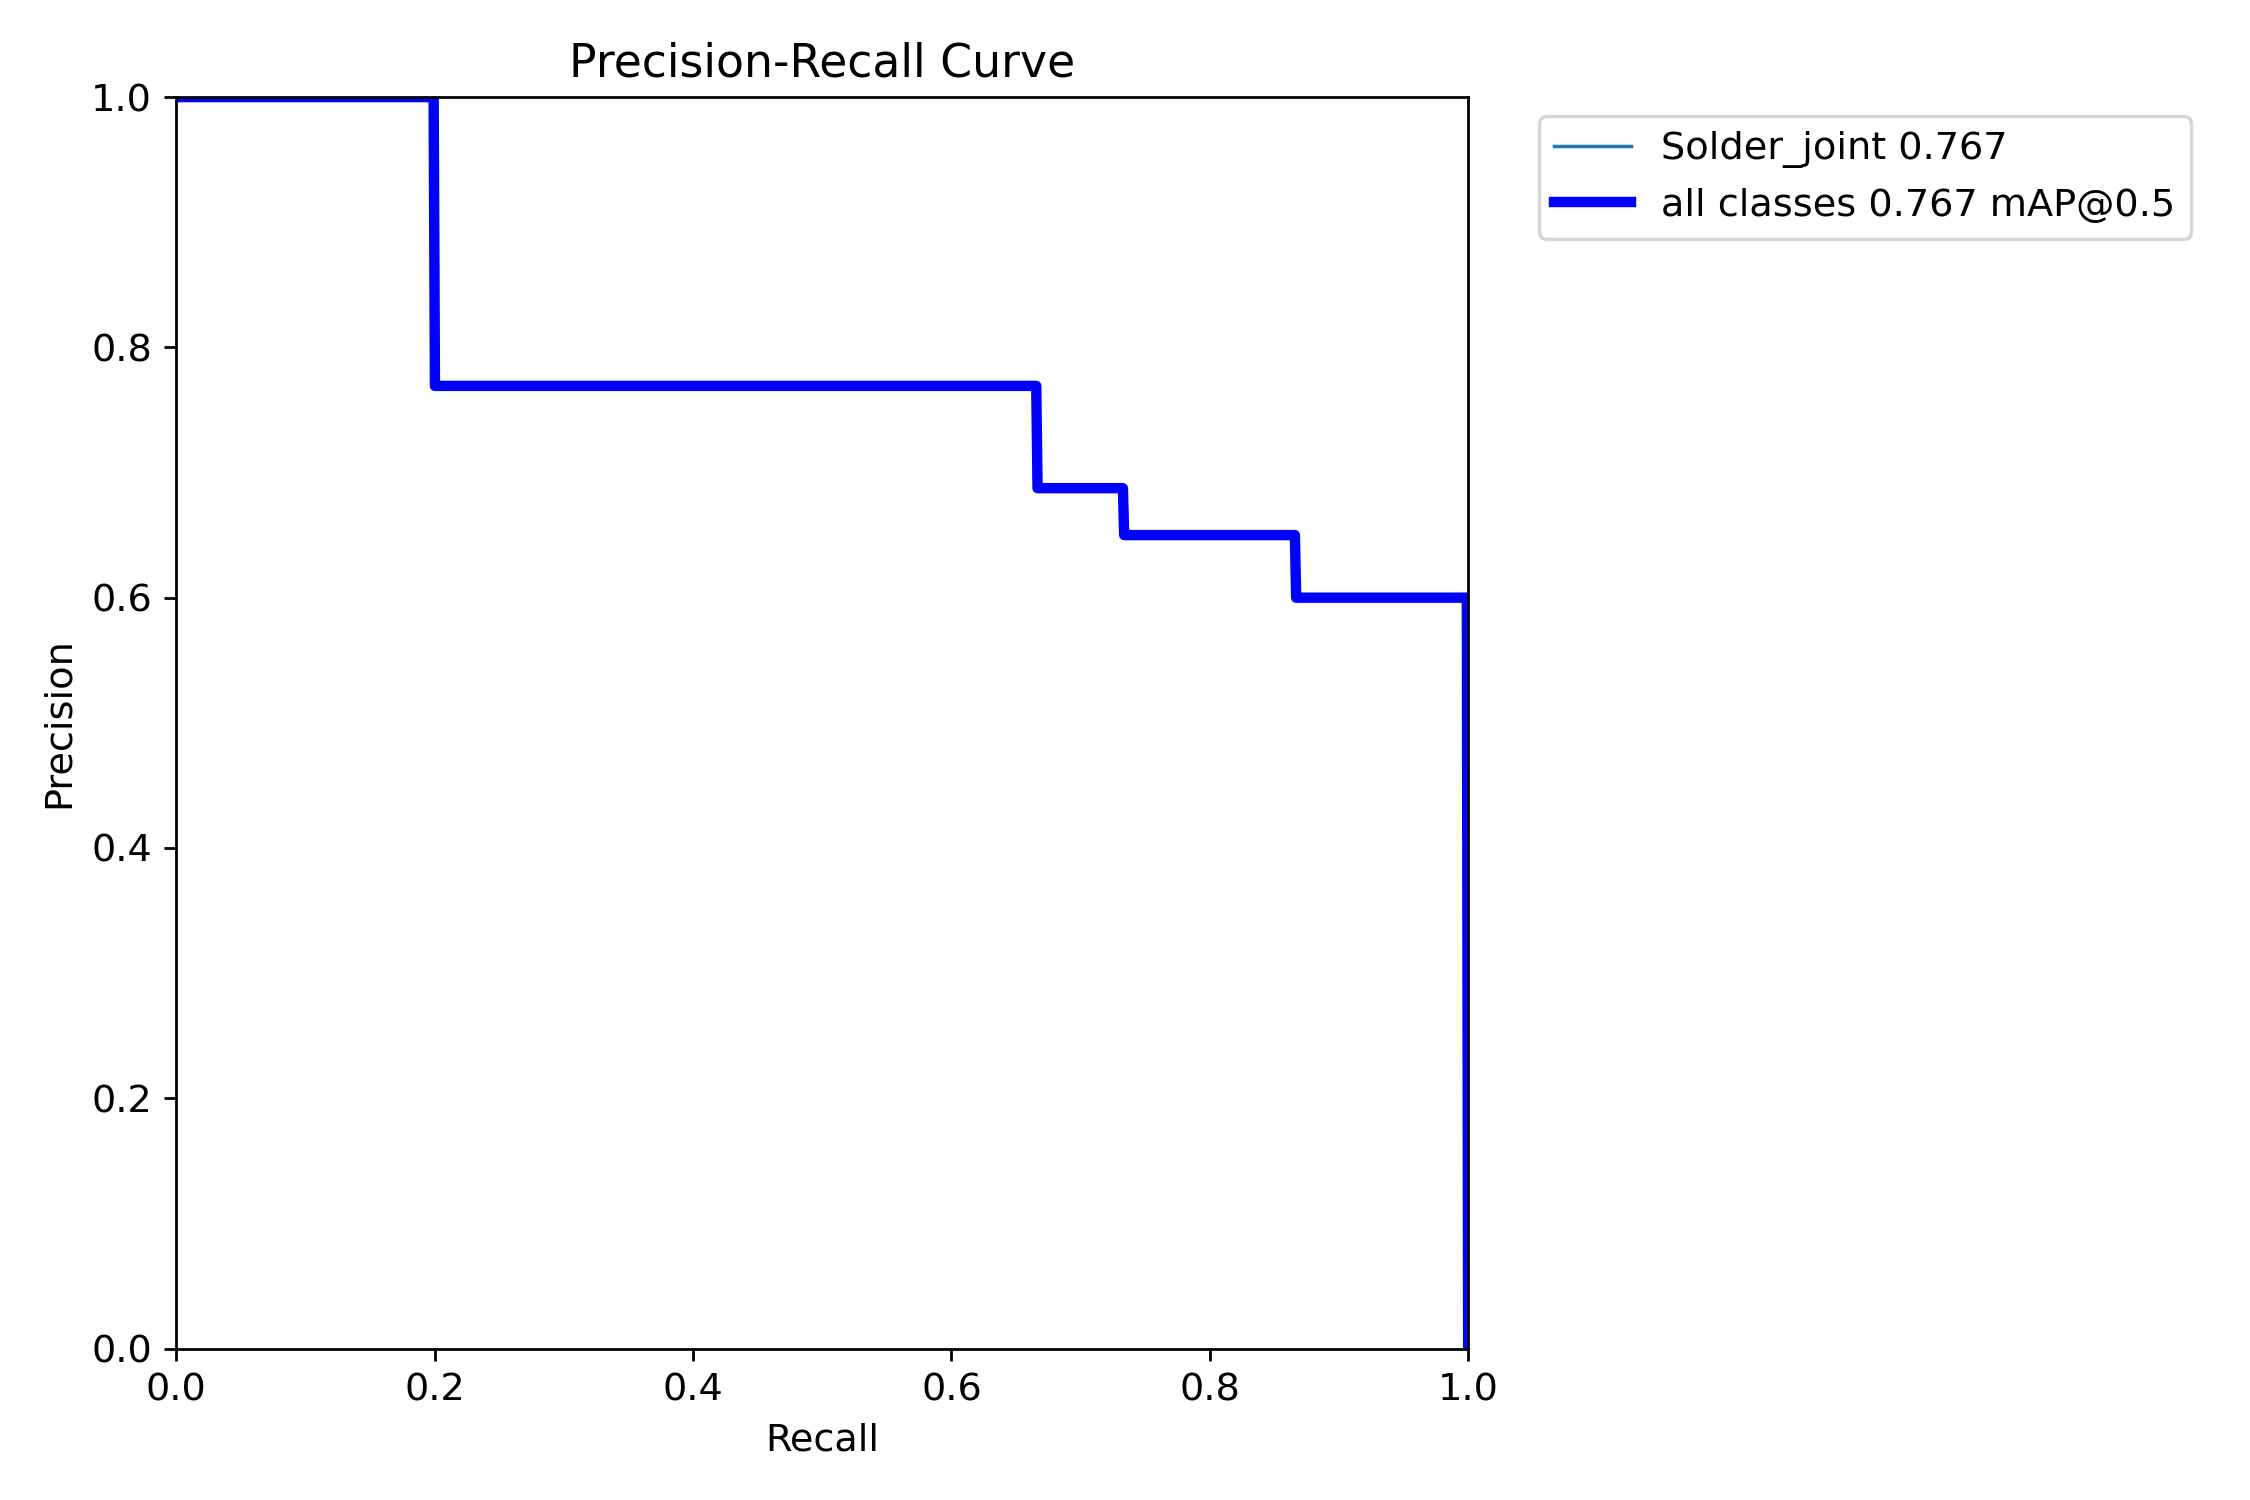 Precision-Recall Curve
1.0
0.8
0.6
0.4
0.2
0.0
Precision
0.0 0.2 0.4 0.6 0.8 1.0
Recall
Solder_joint 0.767
all classes 0.767 mAP@0.5